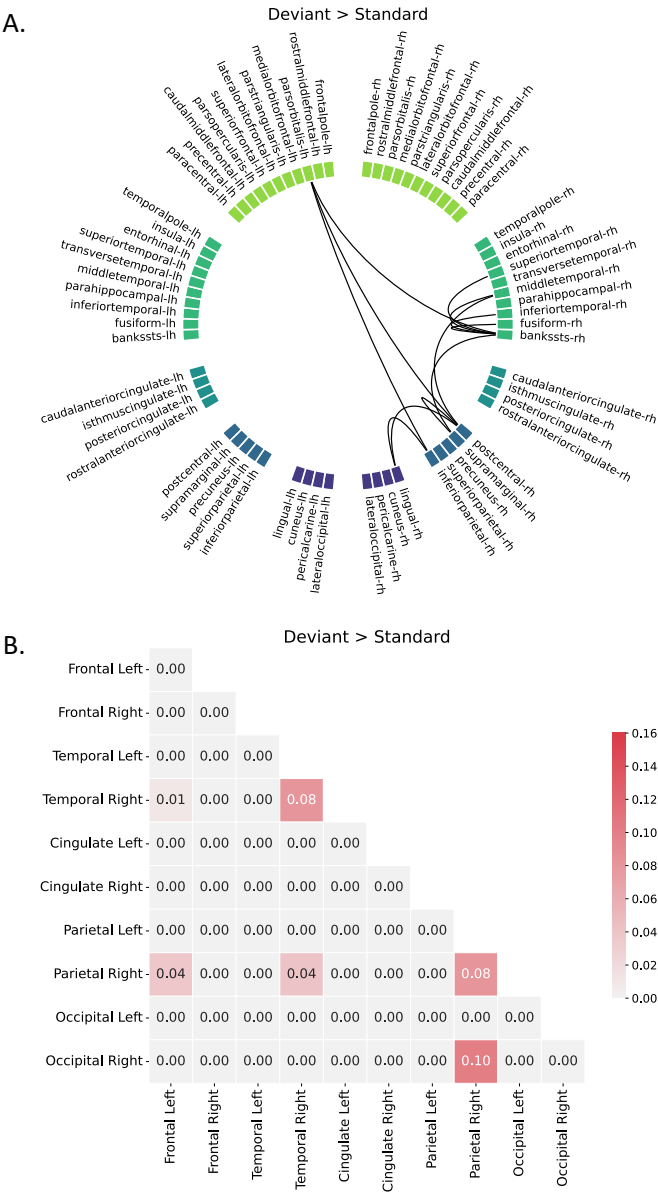 A.
Deviant > Standard
frontalpole-lh
rostralmiddlefrontal-lh
parsorbitalis-lh
medialorbitofrontal-lh
parstriangularis-lh
lateralorbitofrontal-lh
superiorfrontal-lh
parsopercularis-lh
caudalmiddlefrontal-lh
precentral-lh
paracentral-lh
temporalpole-lh
insula-lh
entorhinal-lh
superiortemporal-lh
transversetemporal-lh
middletemporal-lh
parahippocampal-lh
inferiortemporal-lh
fusiform-lh
bankssts-lh
caudalanteriorcingulate-lh
isthmuscingulate-lh
posteriorcingulate-lh
rostralanteriorcingulate-lh
postcentral-lh
supramarginal-lh
precuneus-lh
superiorparietal-lh
inferiorparietal-lh
lingual-lh
cuneus-lh
pericalcarine-lh
lateraloccipital-lh
lateraloccipital-rh
pericalcarine-rh
cuneus-rh
lingual-rh
inferiorparietal-rh
superiorparietal-rh
precuneus-rh
supramarginal-rh
postcentral-rh
rostralanteriorcingulate-rh
posteriorcingulate-rh
isthmuscingulate-rh
caudalanteriorcingulate-rh
bankssts-rh
fusiform-rh
inferiortemporal-rh
parahippocampal-rh
middletemporal-rh
transversetemporal-rh
superiortemporal-rh
entorhinal-rh
insula-rh
temporalpole-rh
paracentral-rh
precentral-rh
caudalmiddlefrontal-rh
parsopercularis-rh
superiorfrontal-rh
lateralorbitofrontal-rh
parstriangularis-rh
medialorbitofrontal-rh
parsorbitalis-rh
rostralmiddlefrontal-rh
frontalpole-rh
B.
Deviant > Standard
Frontal Left 0.00
Frontal Right 0.00 0.00
Temporal Left 0.00 0.00 0.00
Temporal Right 0.01 0.00 0.00 0.08
Cingulate Left 0.00 0.00 0.00 0.00 0.00
Cingulate Right 0.00 0.00 0.00 0.00 0.00 0.00
Parietal Left 0.00 0.00 0.00 0.00 0.00 0.00 0.00
Parietal Right 0.04 0.00 0.00 0.04 0.00 0.00 0.00 0.08
Occipital Left 0.00 0.00 0.00 0.00 0.00 0.00 0.00 0.00 0.00
Occipital Right 0.00 0.00 0.00 0.00 0.00 0.00 0.00 0.10 0.00 0.00
Frontal Left
Frontal Right
Temporal Left
Temporal Right
Cingulate Left
Cingulate Right
Parietal Left
Parietal Right
Occipital Left
Occipital Right
0.16
0.14
0.12
0.10
0.08
0.06
0.04
0.02
0.00